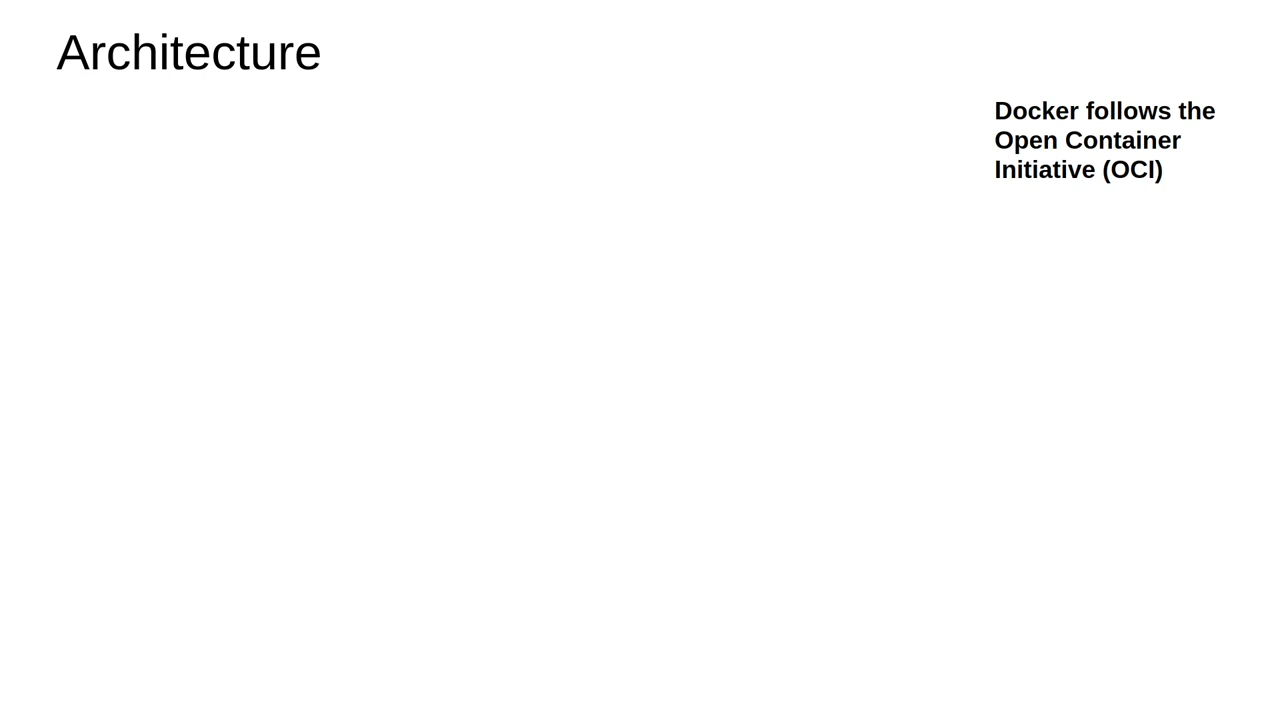 Architecture
Docker follows the
Open Container
Initiative (OCI)